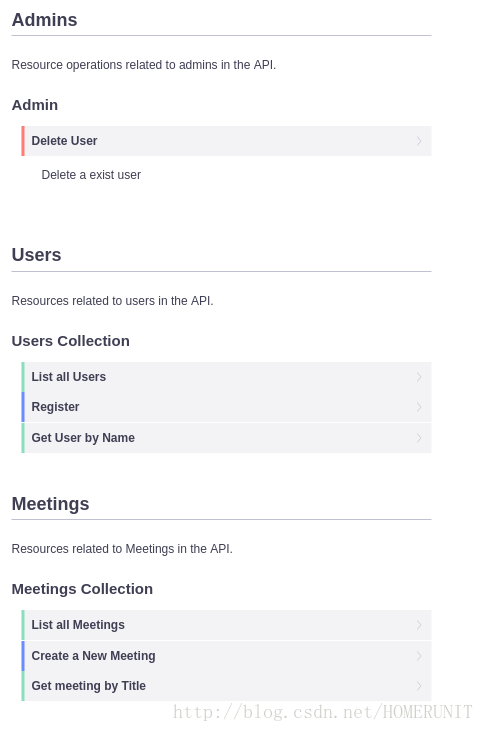 Admins
Resource operations related to admins in the API.
Admin
Delete User
Delete a exist user
Users
Resources related to users in the API.
Users Collection
List all Users
Register
Get User by Name
Meetings
Resources related to Meetings in the API.
Meetings Collection
List all Meetings
Create a New Meeting
Get meeting by Title
http://blog.csdn.net/HOMERUNIT